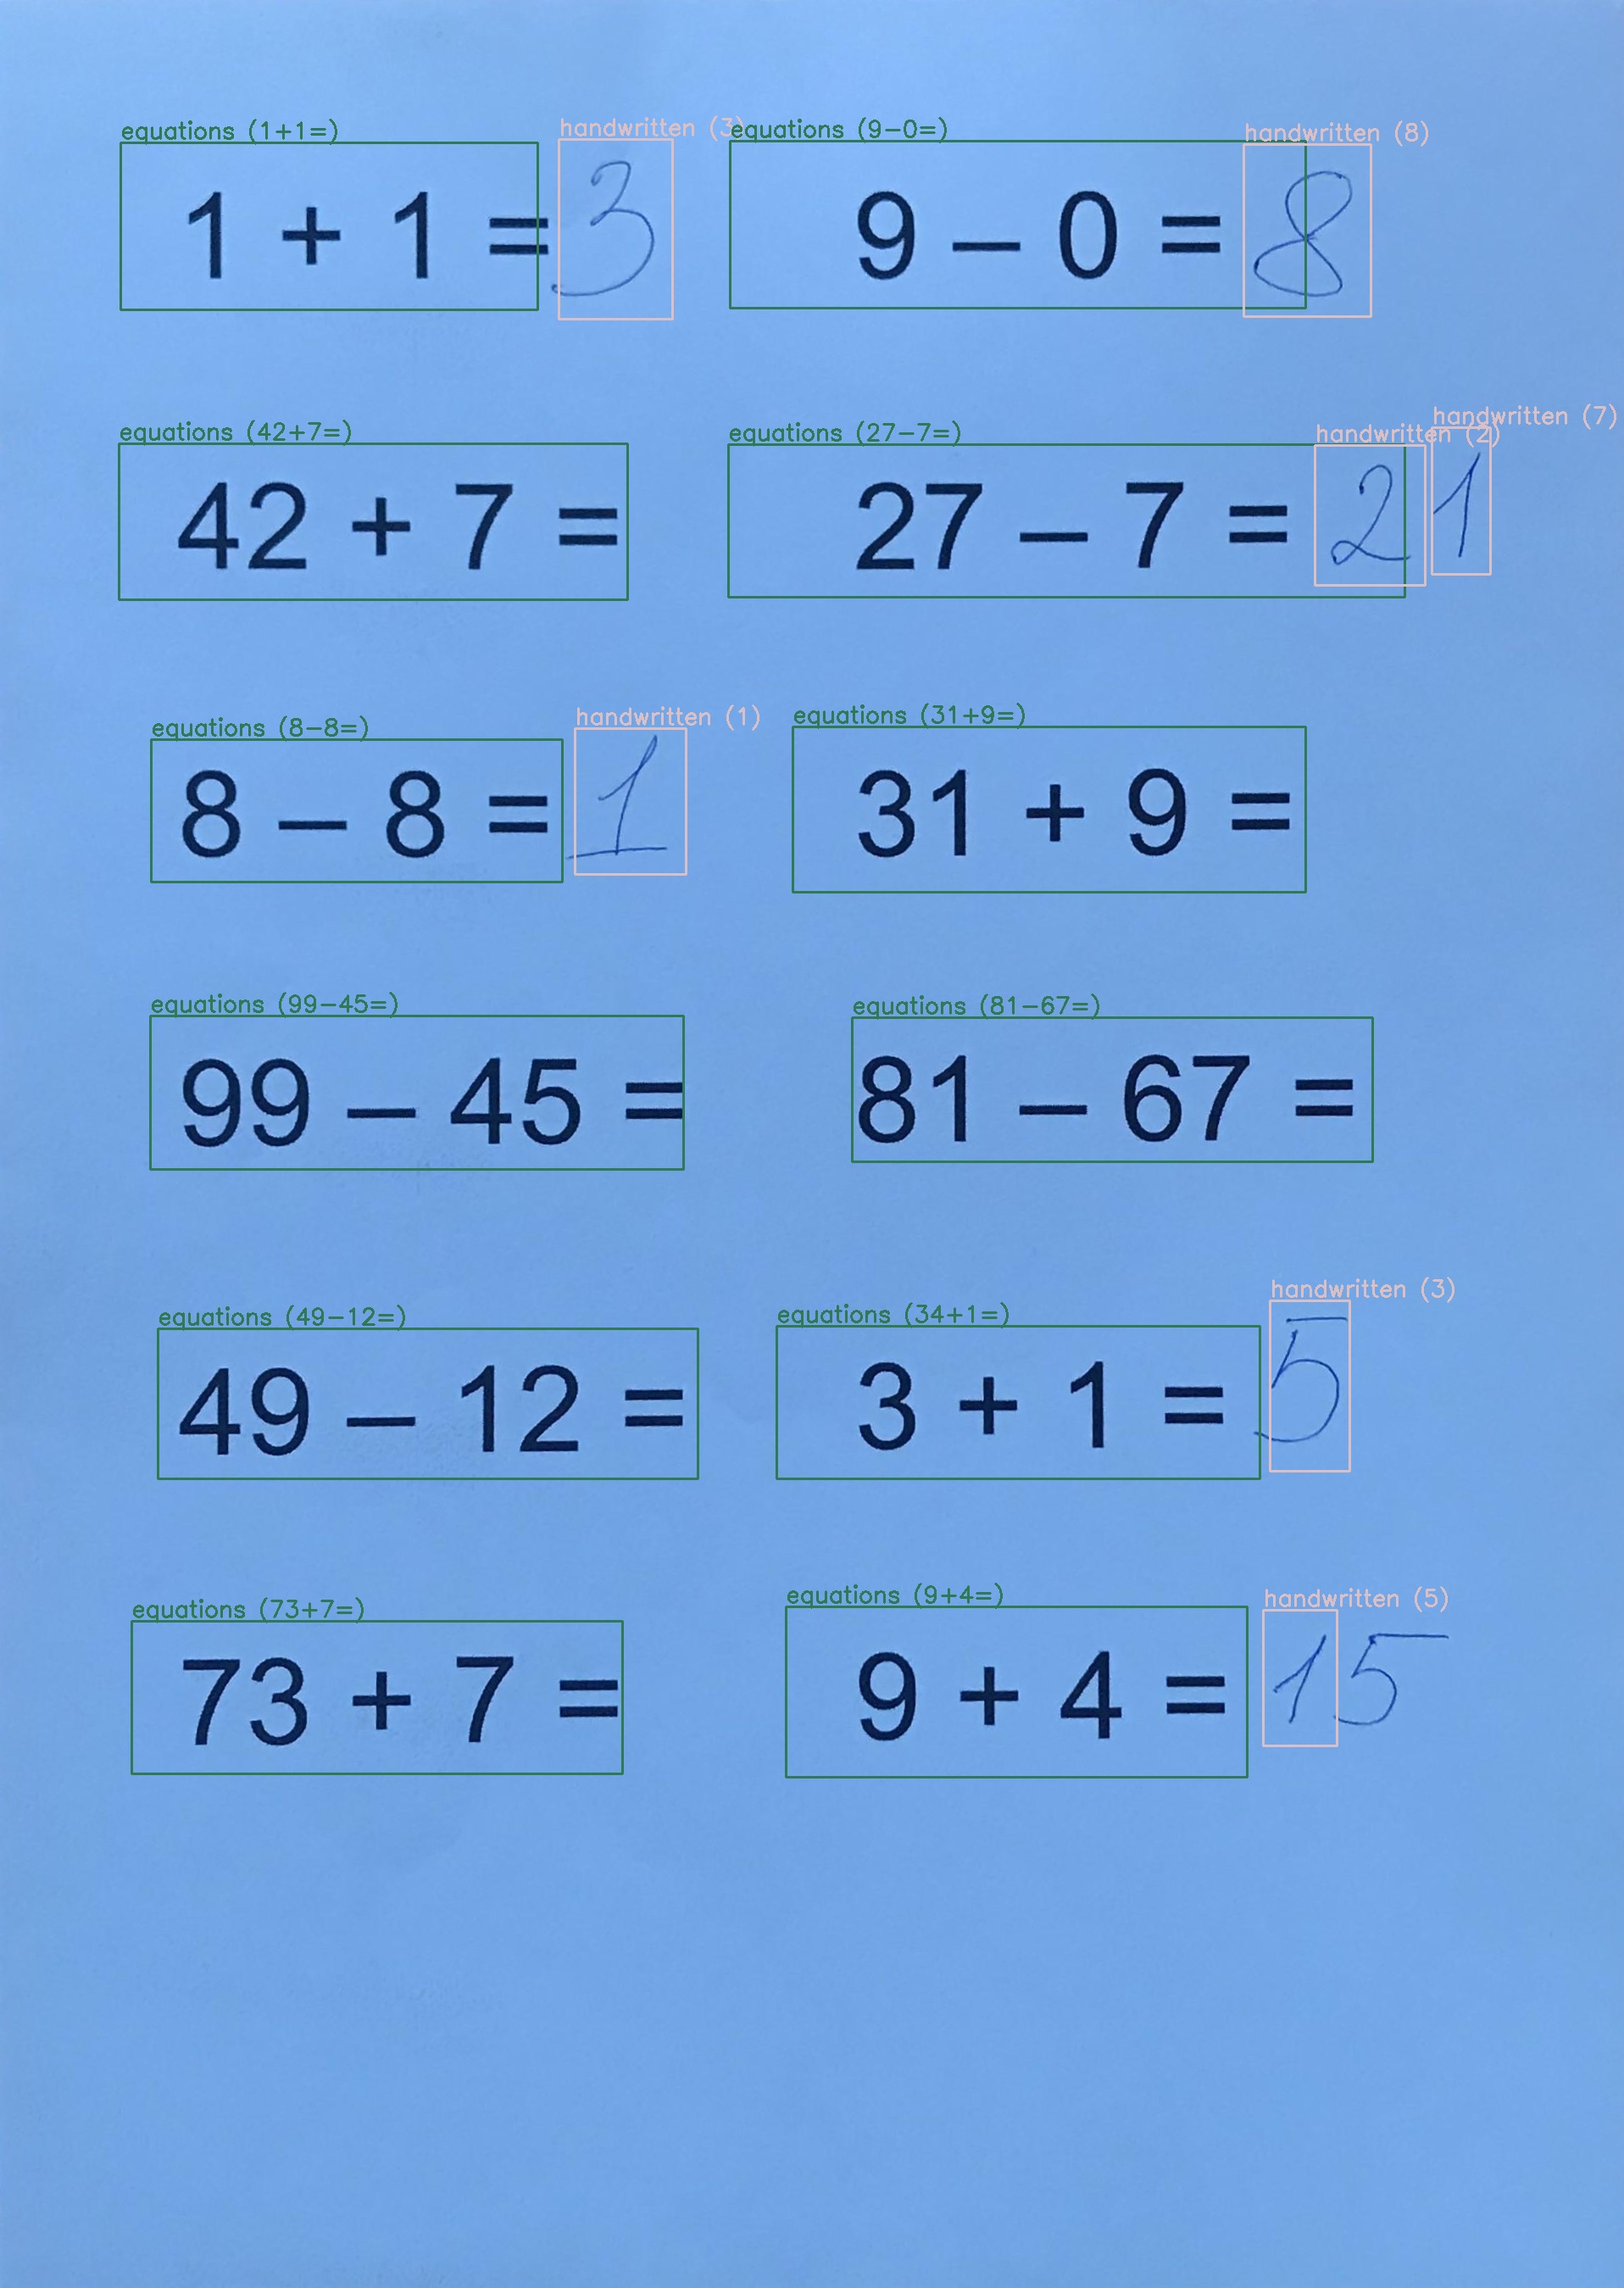 equations (1+1=) handwritten (3) equations (9-0=) handwritten (8)
1 + 1 = 3 9 – 0 = 8
handwritten (7)
equations (42+7=) equations (27-7=) handwritten (2)
42 + 7 = 27 – 7 = 21
equations (8-8=) handwritten (1) equations (31+9=)
8 – 8 = 1 31 + 9 =
equations (99-45=) equations (81-67=)
99 – 45 = 81 – 67 =
handwritten (3)
equations (49-12=) equations (34+1=)
49 – 12 = 3 + 1 = 5
equations (73+7=) equations (9+4=) handwritten (5)
73 + 7 = 9 + 4 = 15